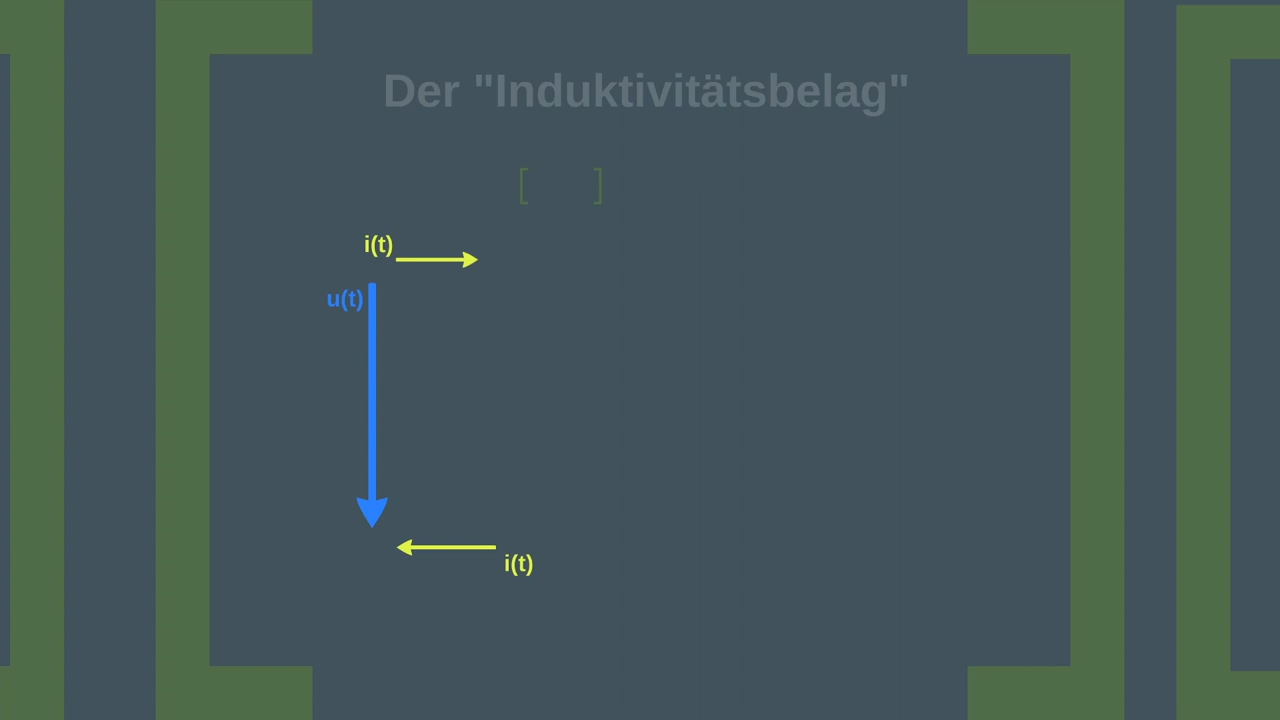 Der "Induktivitätsbelag"
[ ]
i(t)
u(t)
i(t)